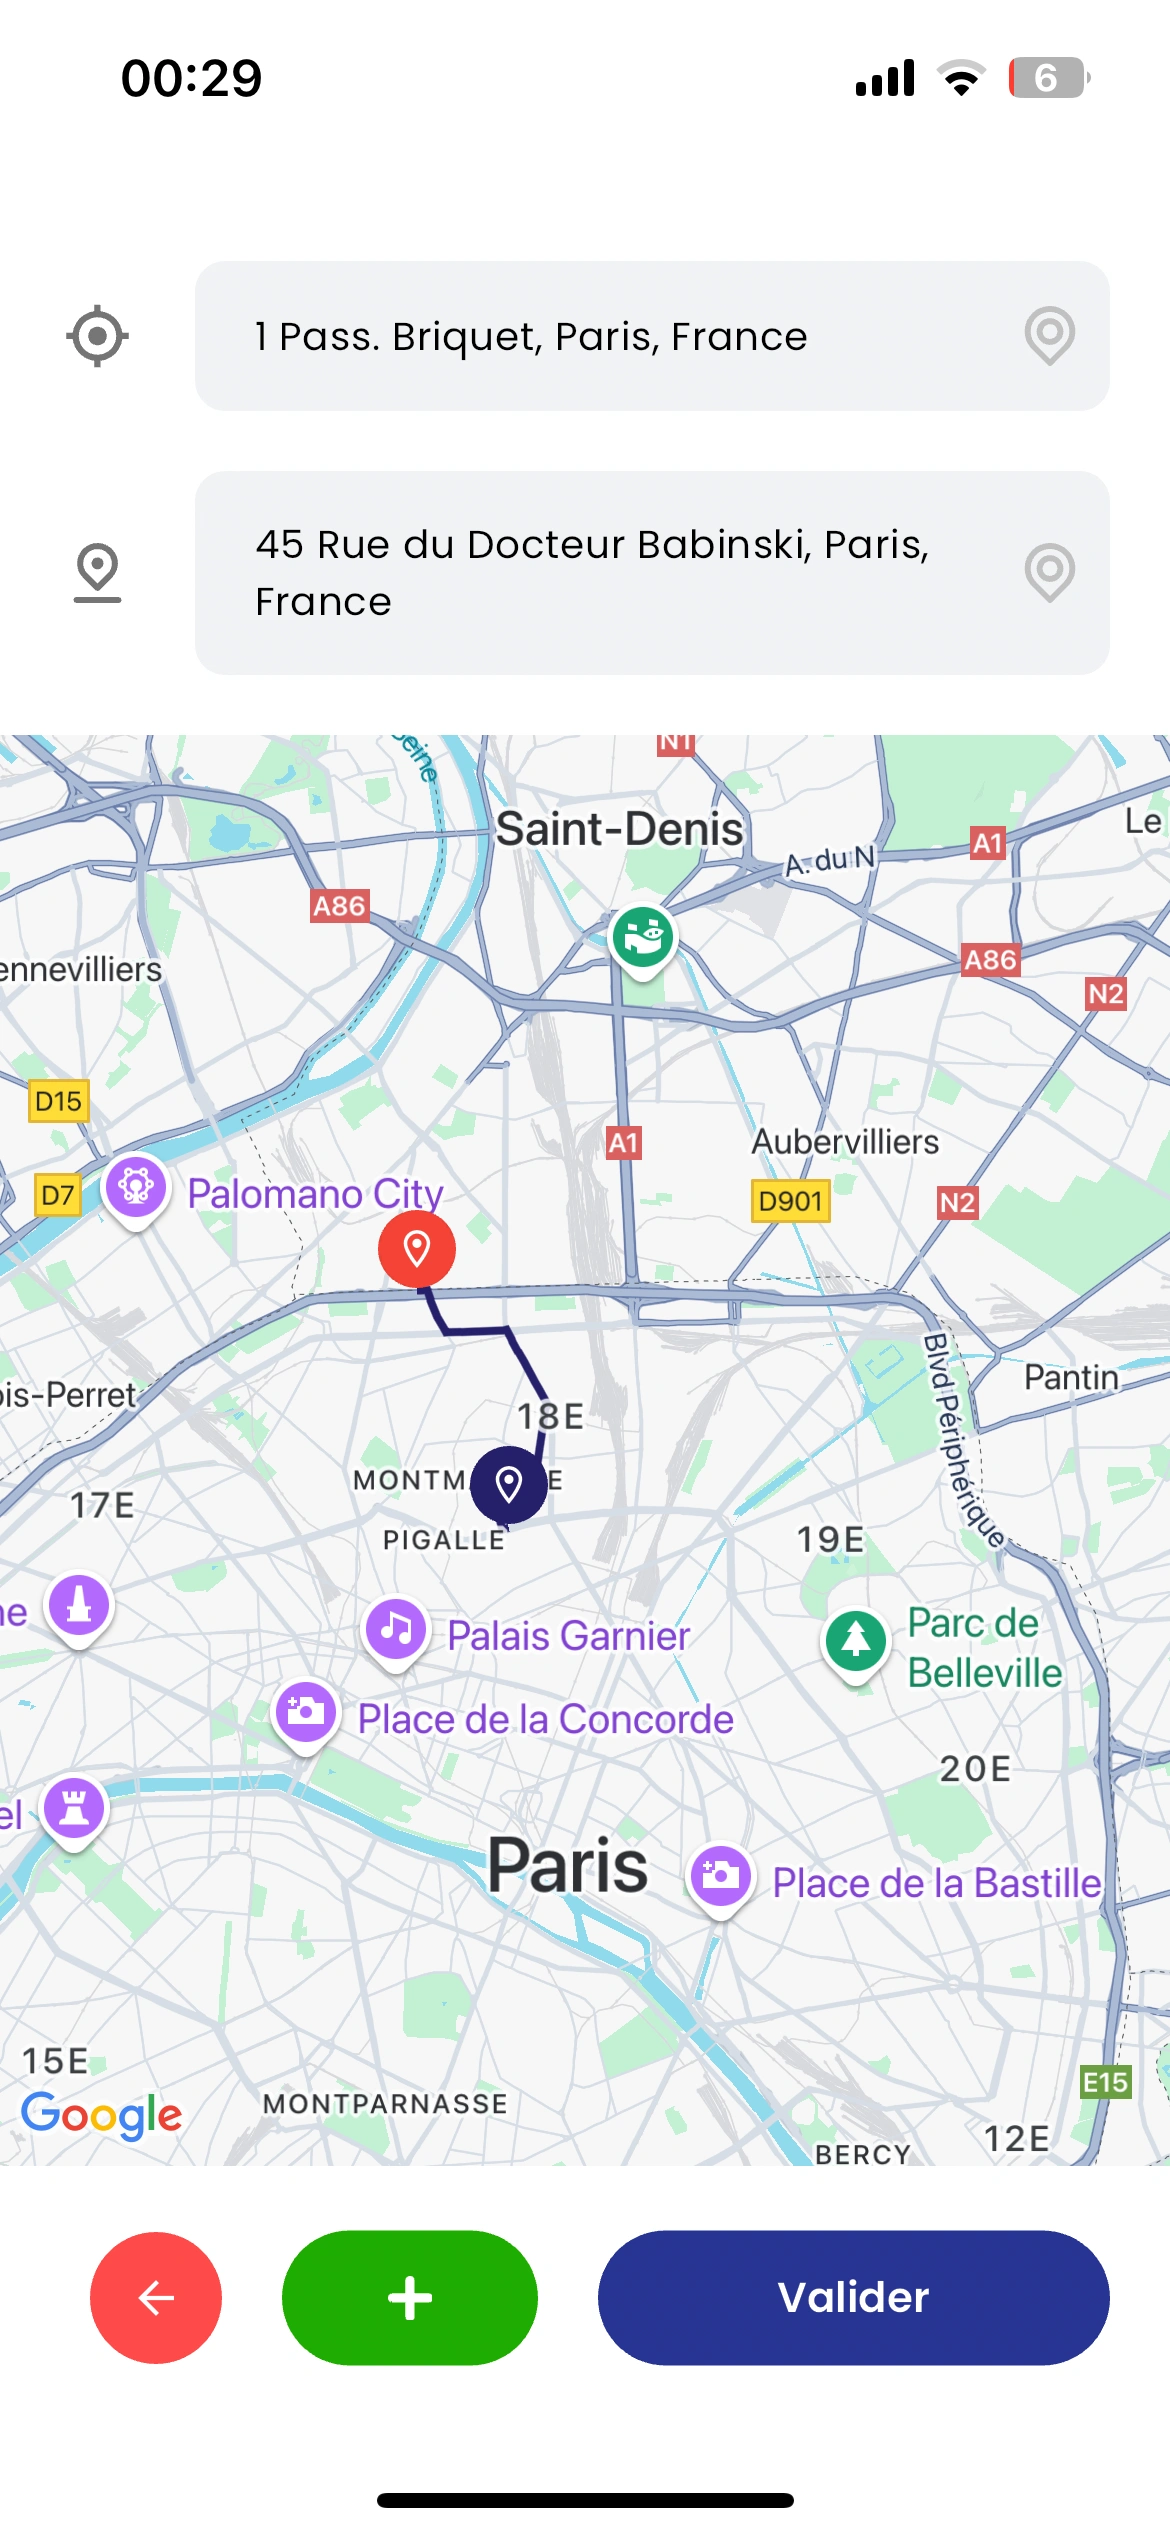 00:29
6
1 Pass. Briquet, Paris, France
45 Rue du Docteur Babinski, Paris,
France
Seine
N1
Saint-Denis
Le
A1
A. du N
A86
A86
ennevilliers
N2
D15
A1
Aubervilliers
D7
Palomano City
D901
N2
Blvd Périphérique
Pantin
ois-Perret
18E
MONTM
E
17E
PIGALLE
19E
ne
Palais Garnier
Parc de
Belleville
Place de la Concorde
20E
el
Paris
Place de la Bastille
15E
E15
Google
MONTPARNASSE
12E
BERCY
Valider